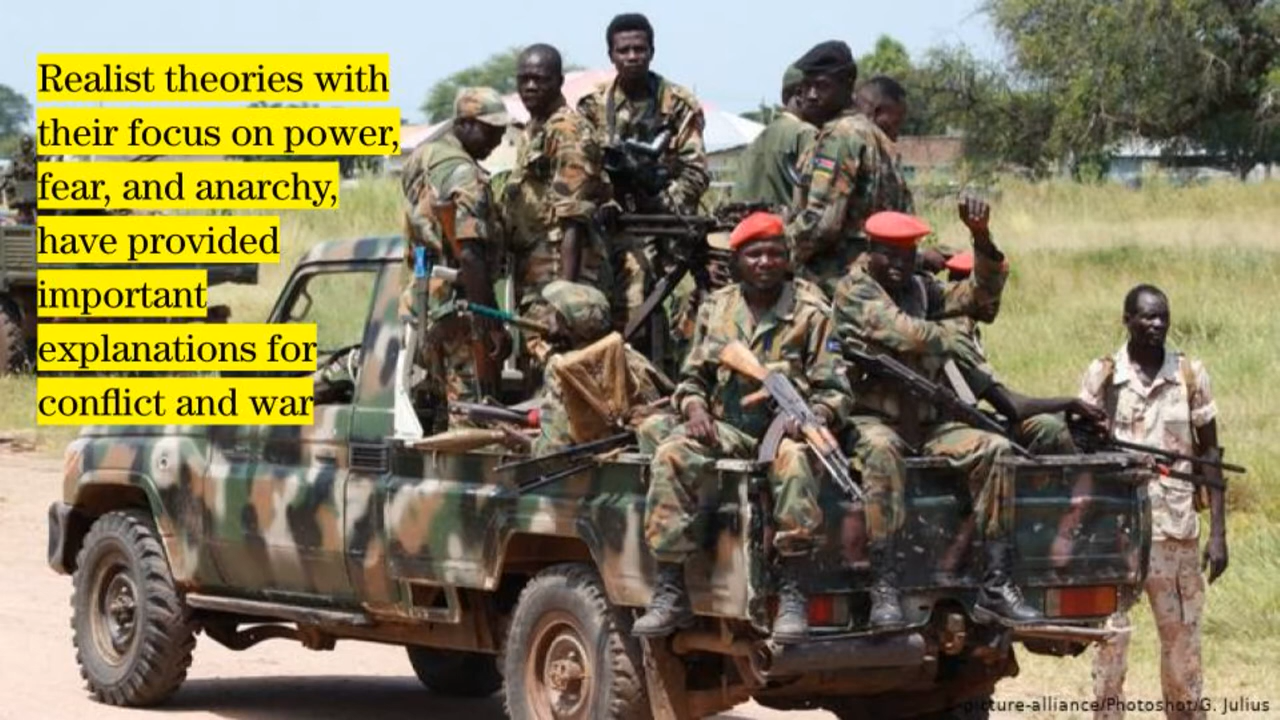 Realist theories with
their focus on power,
fear, and anarchy,
have provided
important
explanations for
conflict and war
picture-alliance/Photoshot/G. Julius